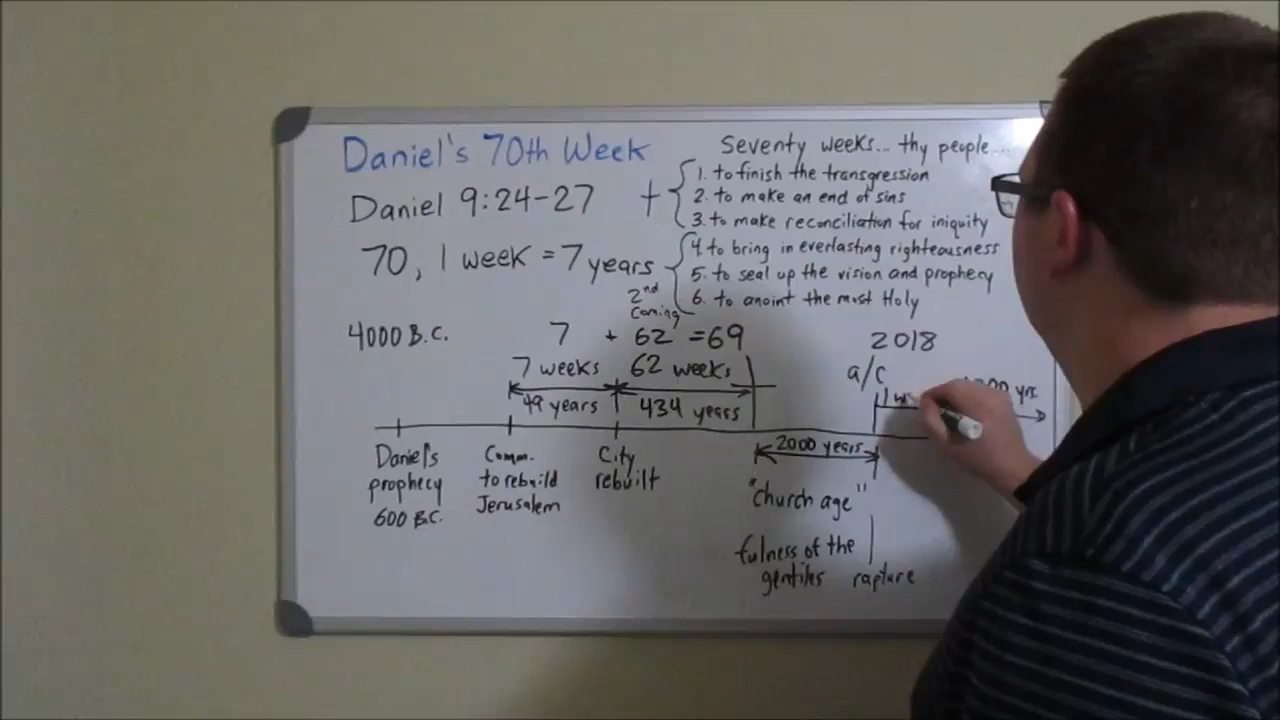 Daniel's 70th Week
Daniel 9:24-27
70, 1 week = 7 years
Seventy weeks... thy people...
1. to finish the transgression
2. to make an end of sins
3. to make reconciliation for iniquity
4 to bring in everlasting righteousness
5. to seal up the vision and prophecy
6. to anoint the most Holy
2nd
Coming
4000 B.C.
7 + 62 = 69
7 weeks 62 weeks
49 years 434 years
2018
a/c
yrs.
2000 years
Daniel's
prophecy
600 B.C.
Comm.
to rebuild
Jerusalem
City
rebuilt
"church age"
fulness of the
gentiles
rapture